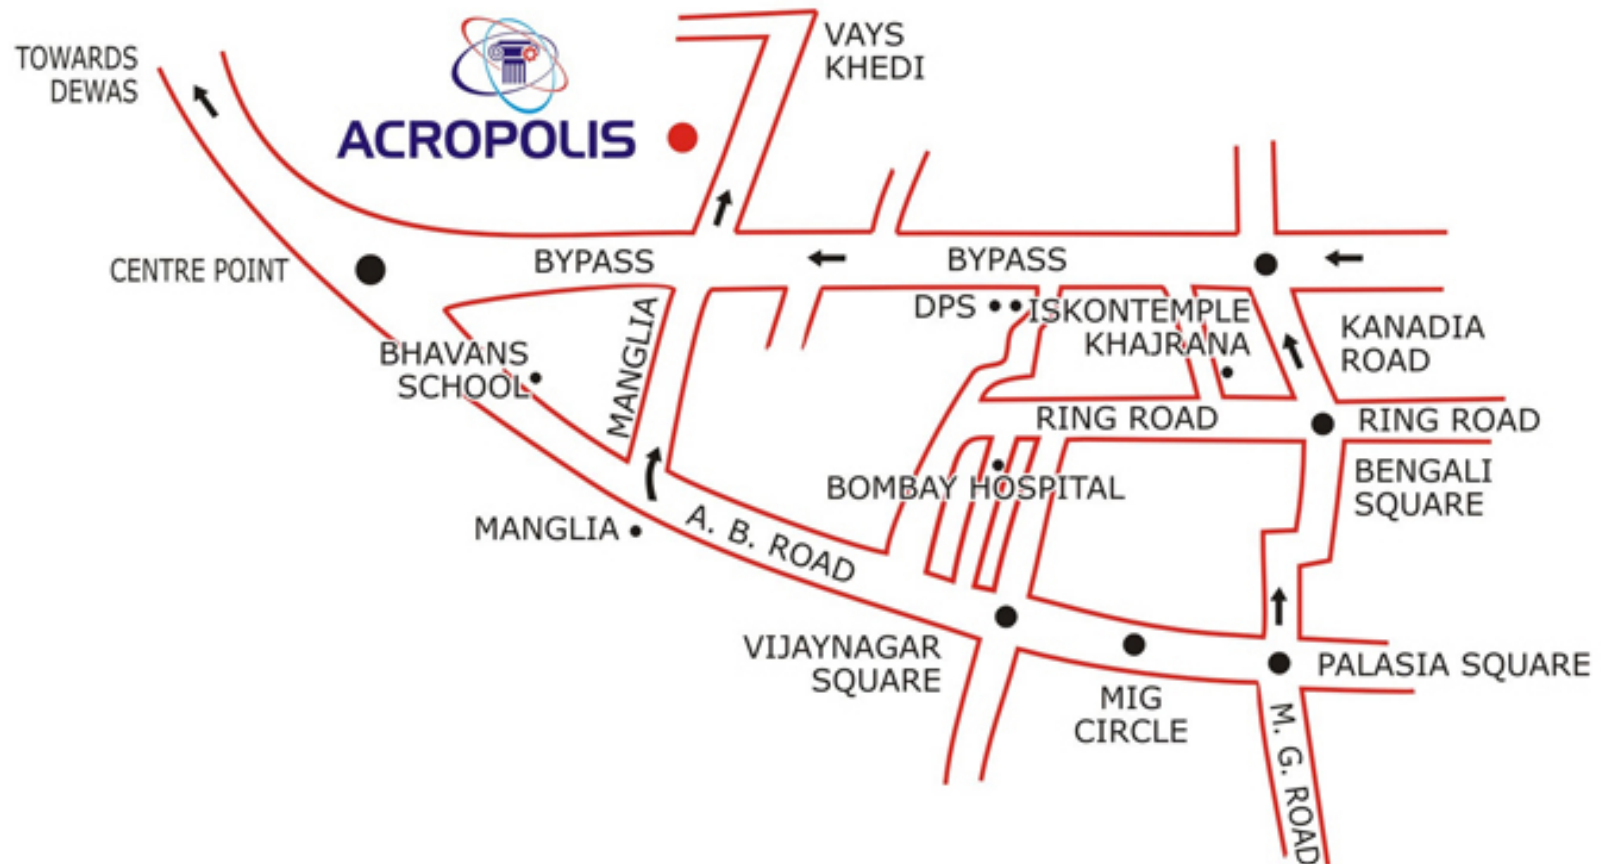 TOWARDS
DEWAS
ACROPOLIS
VAYS
KHEDI
CENTRE POINT
BYPASS
BYPASS
DPS
ISKONTEMPLE
KHAJRANA
KANADIA
ROAD
BHAVANS
SCHOOL
MANGLIA
RING ROAD
RING ROAD
BENGALI
SQUARE
BOMBAY HOSPITAL
MANGLIA
A. B. ROAD
VIJAYNAGAR
SQUARE
MIG
CIRCLE
PALASIA SQUARE
M. G. ROAD